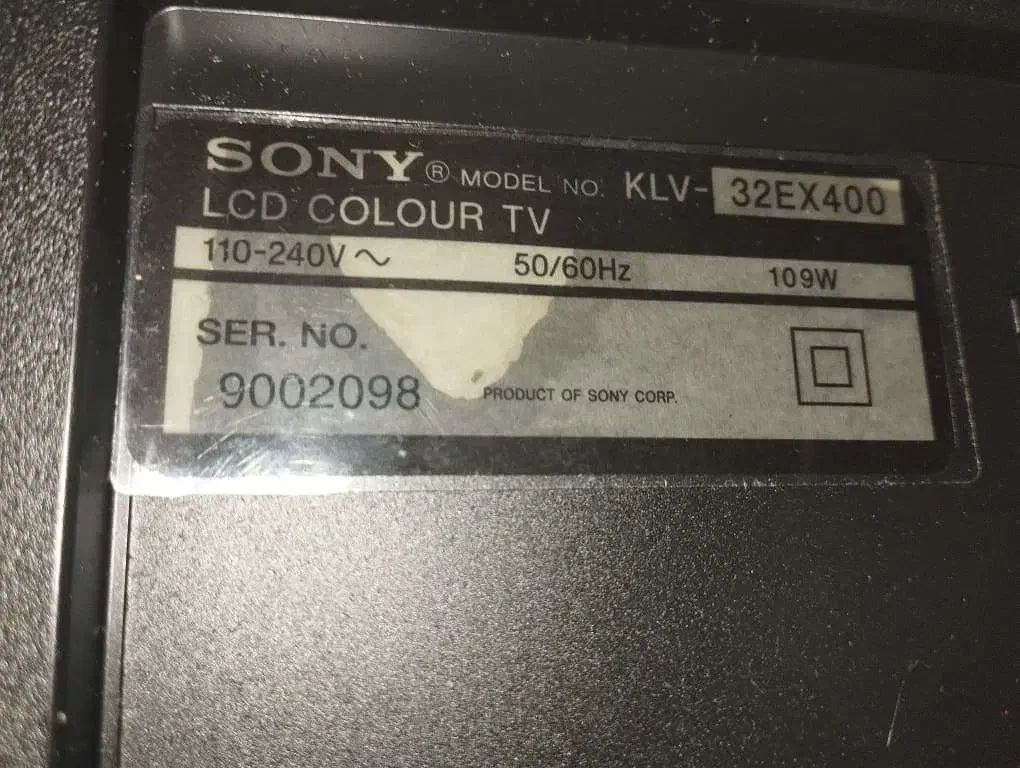 SONY® MODEL NO. KLV-32EX400
LCD COLOUR TV
110-240V ~ 50/60Hz 109W
SER. NO.
9002098 PRODUCT OF SONY CORP.